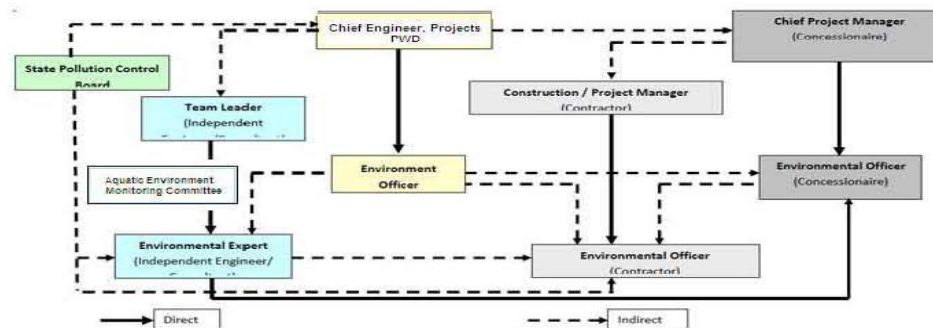 Chief Engineer, Projects
PWD
Chief Project Manager
(Concessionaire)
State Pollution Control
Board
Team Leader
(Independent
Construction / Project Manager
(Contractor)
Aquatic Environment
Monitoring Committee
Environment
Officer
Environmental Officer
(Concessionaire)
Environmental Expert
(Independent Engineer/
Environmental Officer
(Contractor)
Direct
Indirect